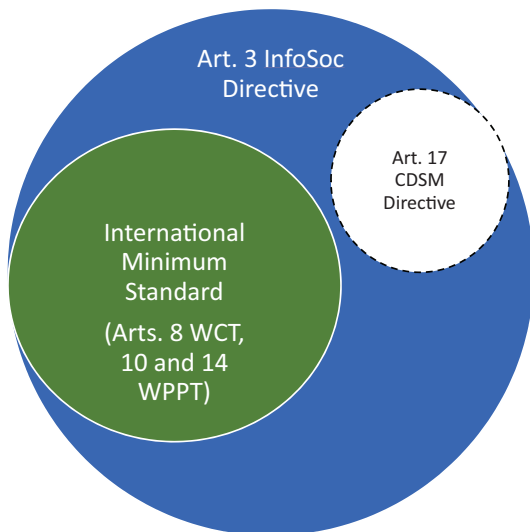 Art. 3 InfoSoc
Directive
Art. 17
CDSM
Directive
International
Minimum
Standard
(Arts. 8 WCT,
10 and 14
WPPT)